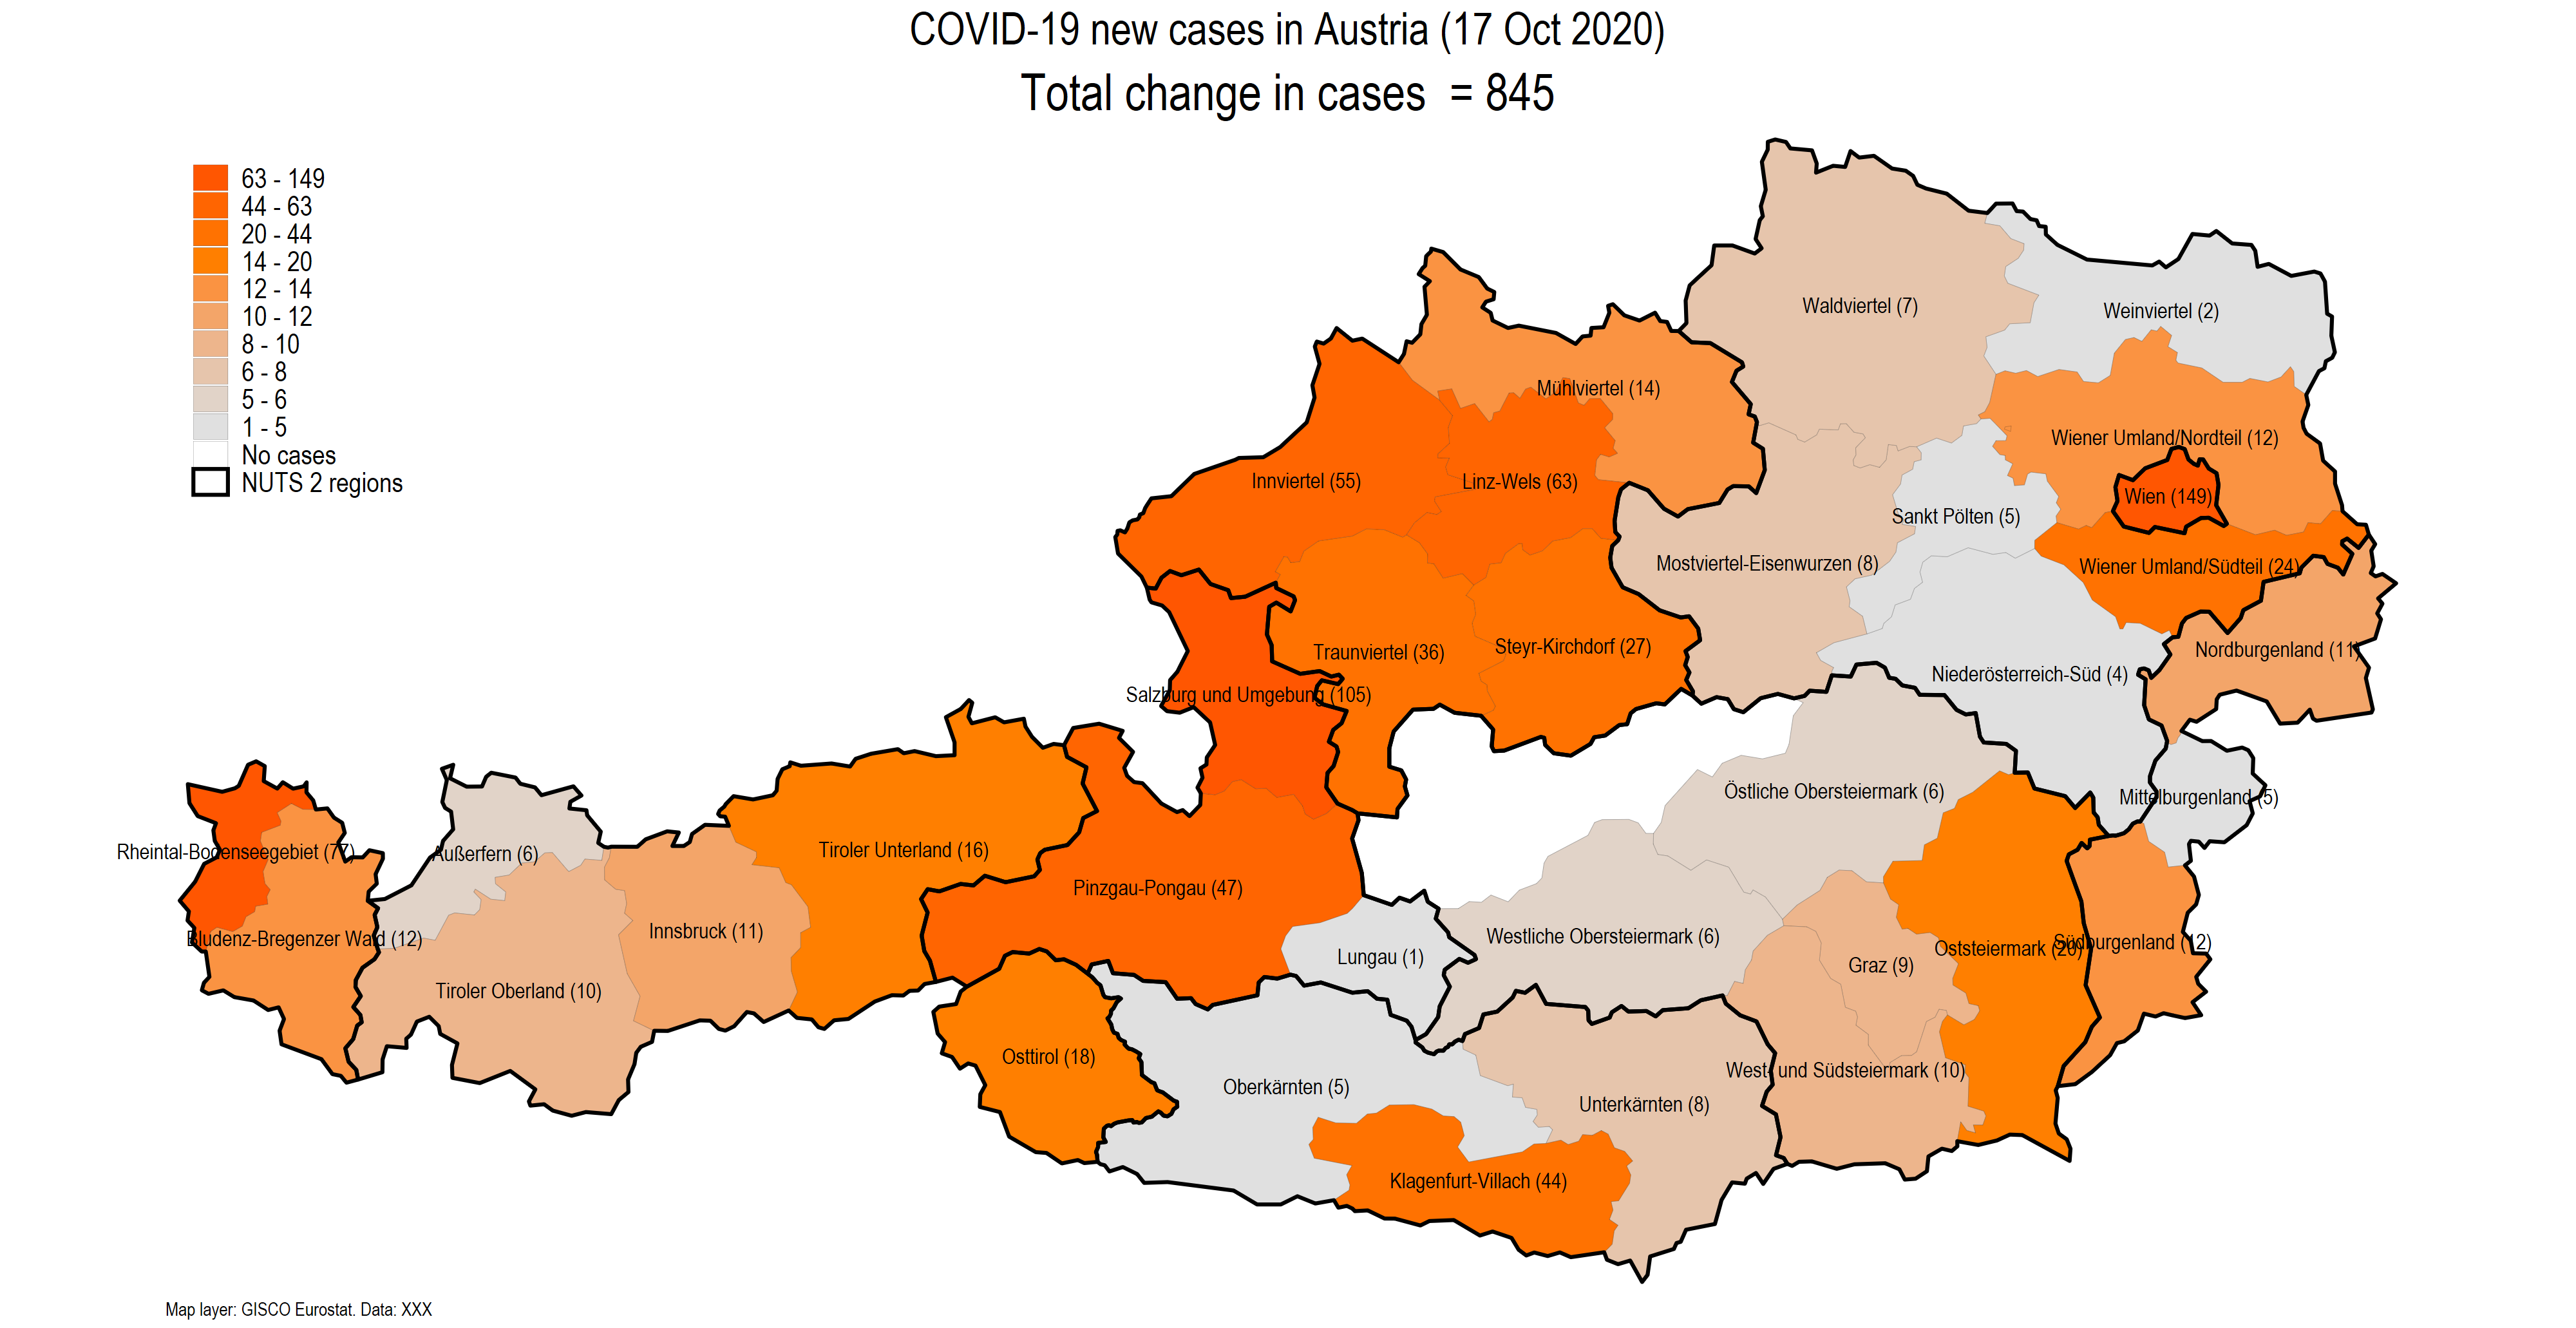 COVID-19 new cases in Austria (17 Oct 2020)
Total change in cases = 845
63 - 149
44 - 63
20 - 44
14 - 20
12 - 14
10 - 12
8 - 10
6 - 8
5 - 6
1 - 5
No cases
NUTS 2 regions
Waldviertel (7)
Weinviertel (2)
Mühlviertel (14)
Wiener Umland/Nordteil (12)
Innviertel (55)
Linz-Wels (63)
Wien (149)
Sankt Pölten (5)
Mostviertel-Eisenwurzen (8)
Wiener Umland/Südteil (24)
Traunviertel (36)
Steyr-Kirchdorf (27)
Nordburgenland (11)
Niederösterreich-Süd (4)
Salzburg und Umgebung (105)
Östliche Obersteiermark (6)
Mittelburgenland (5)
Rheintal-Bodenseegebiet (77)
Außerfern (6)
Tiroler Unterland (16)
Pinzgau-Pongau (47)
Bludenz-Bregenzer Wald (12)
Innsbruck (11)
Westliche Obersteiermark (6)
Oststeiermark (20)
Südburgenland (12)
Lungau (1)
Graz (9)
Tiroler Oberland (10)
Osttirol (18)
Oberkärnten (5)
West- und Südsteiermark (10)
Unterkärnten (8)
Klagenfurt-Villach (44)
Map layer: GISCO Eurostat. Data: XXX